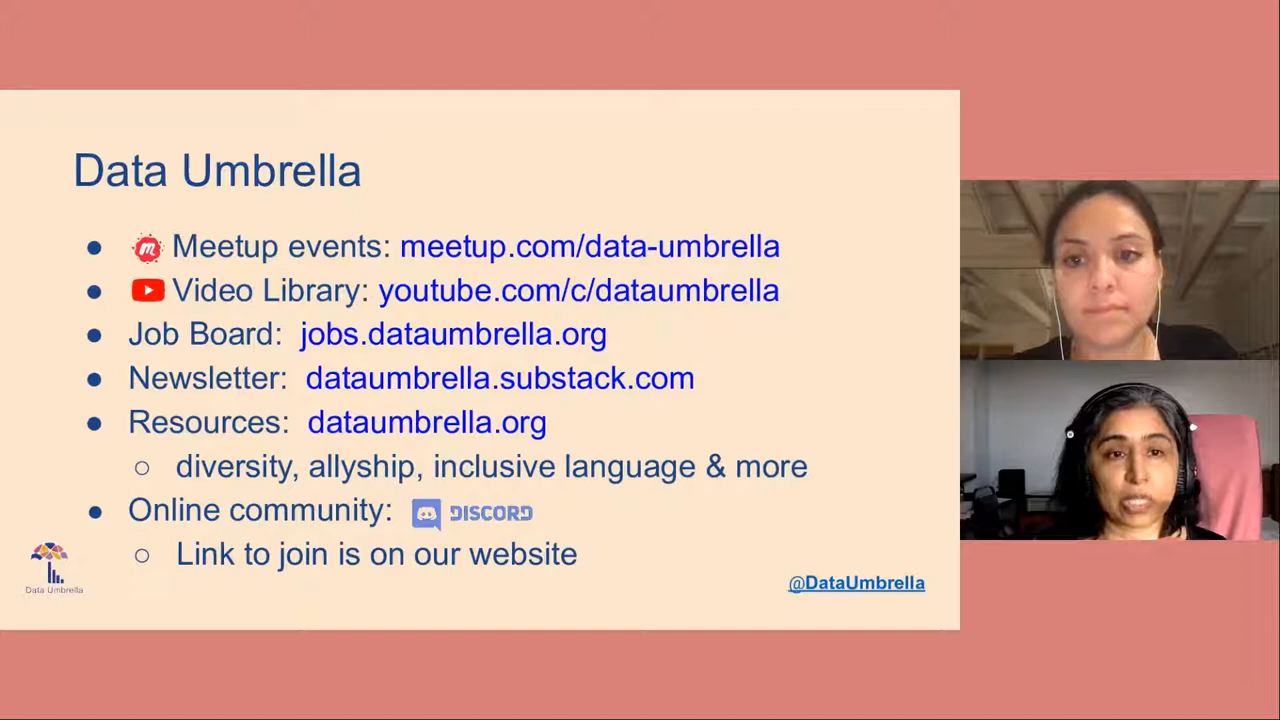 Data Umbrella
Meetup events: meetup.com/data-umbrella
Video Library: youtube.com/c/dataumbrella
Job Board: jobs.dataumbrella.org
Newsletter: dataumbrella.substack.com
Resources: dataumbrella.org
diversity, allyship, inclusive language & more
Online community: DISCORD
Link to join is on our website
Data Umbrella
@DataUmbrella